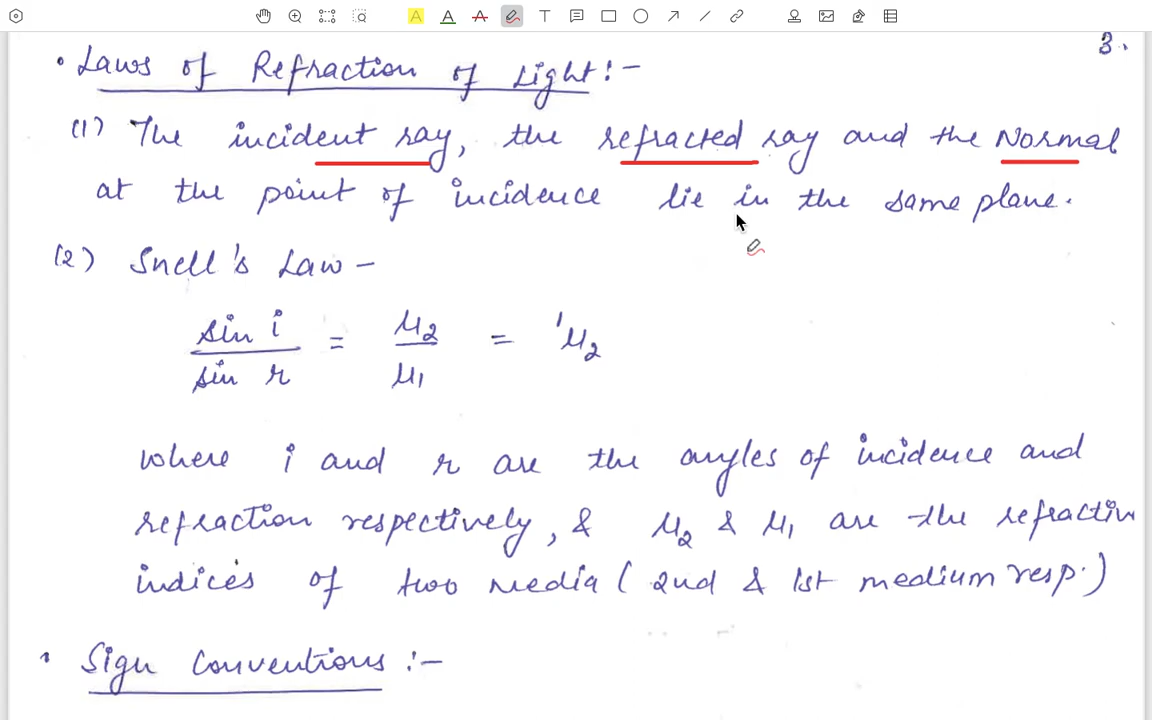 3.
• Laws of Refraction of Light :-
(1) The incident ray, the refracted ray and the Normal
at the point of incidence lie in the same plane.
(2) Snell's Law -
sin i / sin r = μ2 / μ1 = ¹μ2
where i and r are the angles of incidence and
refraction respectively, & μ2 & μ1 are the refractive
indices of two media ( 2nd & 1st medium resp.)
• Sign Conventions :-